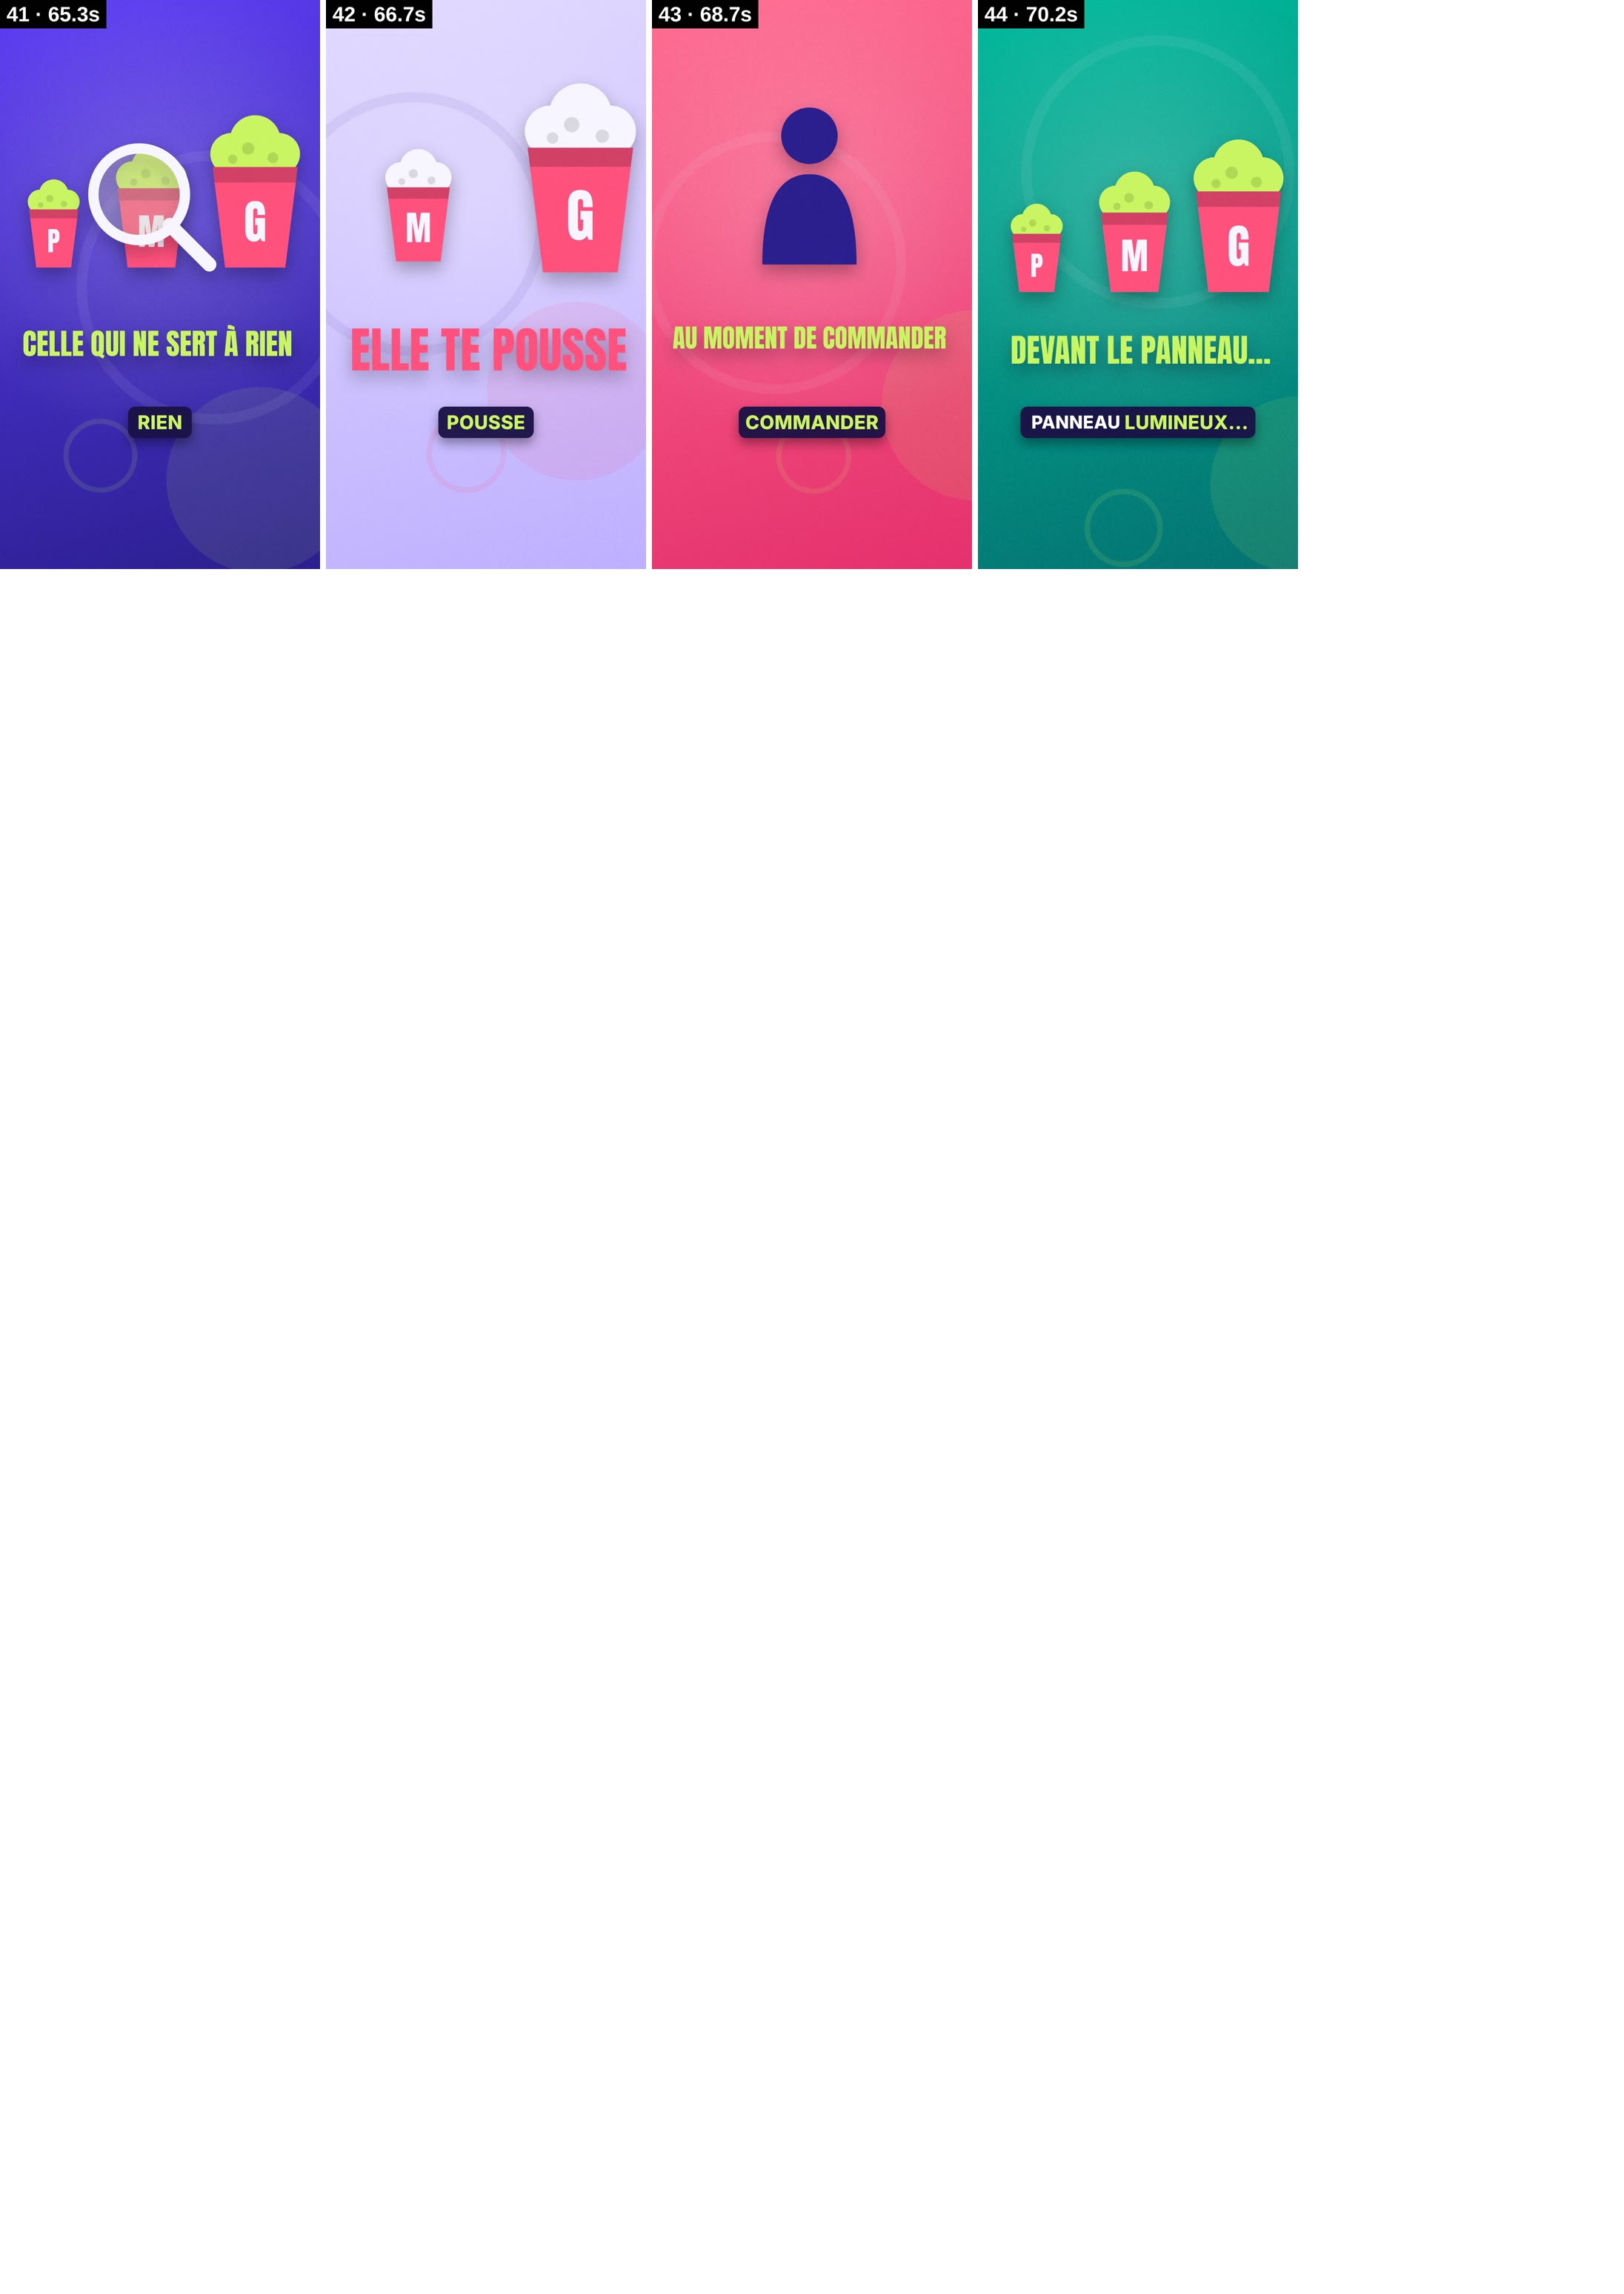 41 · 65.3s
P
M
G
CELLE QUI NE SERT À RIEN
RIEN
42 · 66.7s
M
G
ELLE TE POUSSE
POUSSE
43 · 68.7s
AU MOMENT DE COMMANDER
COMMANDER
44 · 70.2s
P
M
G
DEVANT LE PANNEAU...
PANNEAU LUMINEUX...